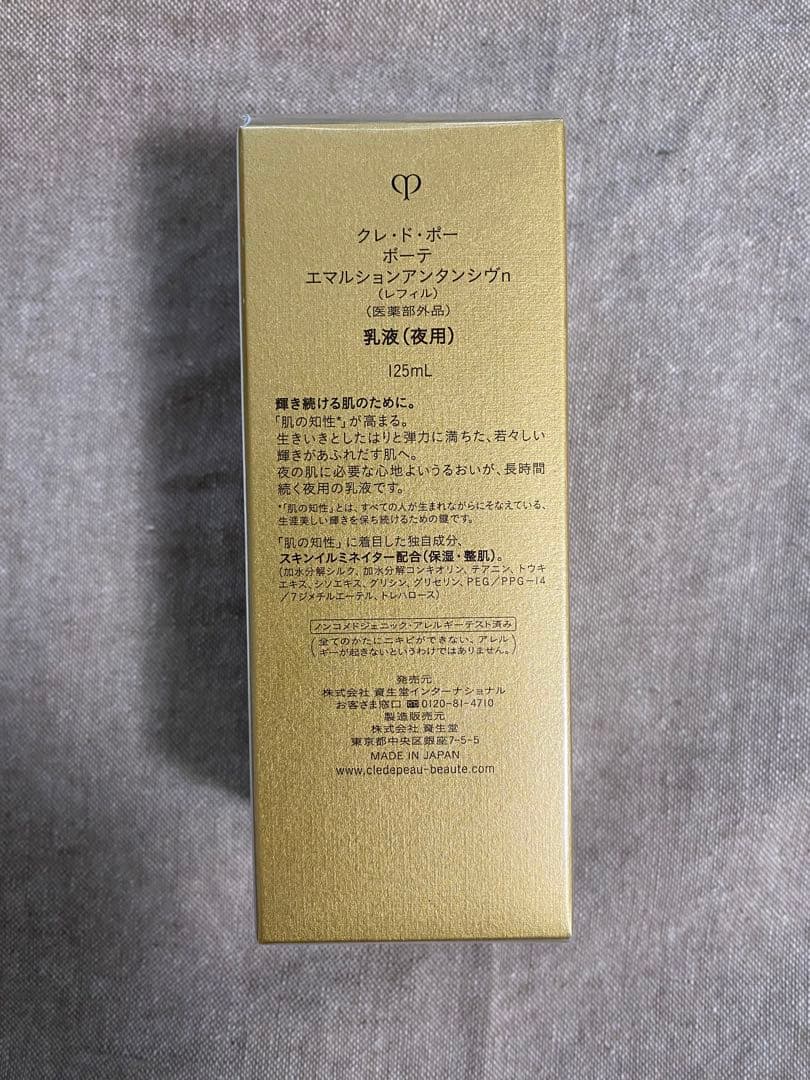 クレ・ド・ポー
ボーテ
エマルションアンタンシヴn
（レフィル）
（医薬部外品）
乳液（夜用）
125mL
輝き続ける肌のために。
「肌の知性*」が高まる。
生きいきとしたはりと弾力に満ちた、若々しい
輝きがあふれだす肌へ。
夜の肌に必要な心地よいうるおいが、長時間
続く夜用の乳液です。
*「肌の知性」とは、すべての人が生まれながらにそなえている、
生涯美しい輝きを保ち続けるための鍵です。
「肌の知性」に着目した独自成分、
スキンイルミネイター配合（保湿・整肌）。
（加水分解シルク、加水分解コンキオリン、テアニン、トウキ
エキス、シソエキス、グリシン、グリセリン、PEG／PPG－14
／7ジメチルエーテル、トレハロース）
ノンコメドジェニック・アレルギーテスト済み
（全てのかたにニキビができない、アレル
ギーが起きないというわけではありません。）
発売元
株式会社 資生堂インターナショナル
お客さま窓口 0120-81-4710
製造販売元
株式会社 資生堂
東京都中央区銀座7-5-5
MADE IN JAPAN
www.cledepeau-beaute.com